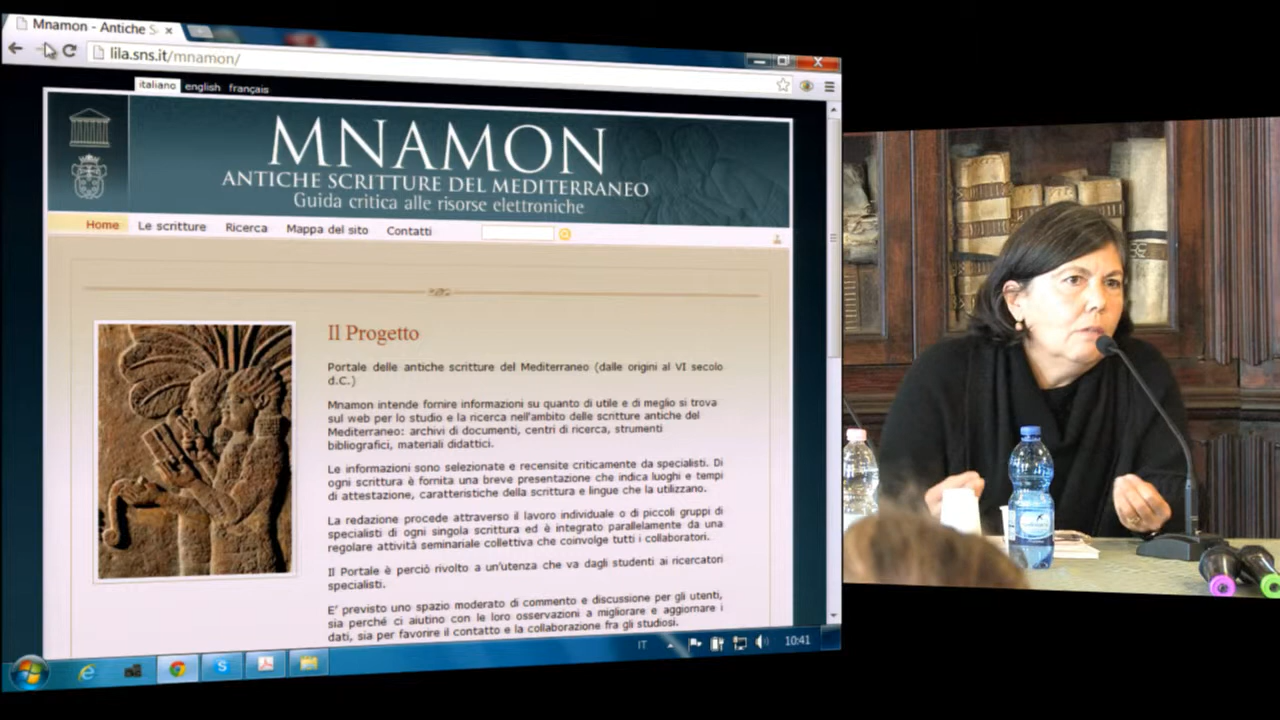 Mnamon - Antiche S
lila.sns.it/mnamon/
italiano english français
MNAMON
ANTICHE SCRITTURE DEL MEDITERRANEO
Guida critica alle risorse elettroniche
Home Le scritture Ricerca Mappa del sito Contatti
Il Progetto
Portale delle antiche scritture del Mediterraneo (dalle origini al VI secolo
d.C.)
Mnamon intende fornire informazioni su quanto di utile e di meglio si trova
sul web per lo studio e la ricerca nell'ambito delle scritture antiche del
Mediterraneo: archivi di documenti, centri di ricerca, strumenti
bibliografici, materiali didattici.
Le informazioni sono selezionate e recensite criticamente da specialisti. Di
ogni scrittura è fornita una breve presentazione che indica luoghi e tempi
di attestazione, caratteristiche della scrittura e lingue che la utilizzano.
La redazione procede attraverso il lavoro individuale o di piccoli gruppi di
specialisti di ogni singola scrittura ed è integrato parallelamente da una
regolare attività seminariale collettiva che coinvolge tutti i collaboratori.
Il Portale è perciò rivolto a un'utenza che va dagli studenti ai ricercatori
specialisti.
E' previsto uno spazio moderato di commento e discussione per gli utenti,
sia perché ci aiutino con le loro osservazioni a migliorare e aggiornare i
dati, sia per favorire il contatto e la collaborazione fra gli studiosi.
IT 10:41